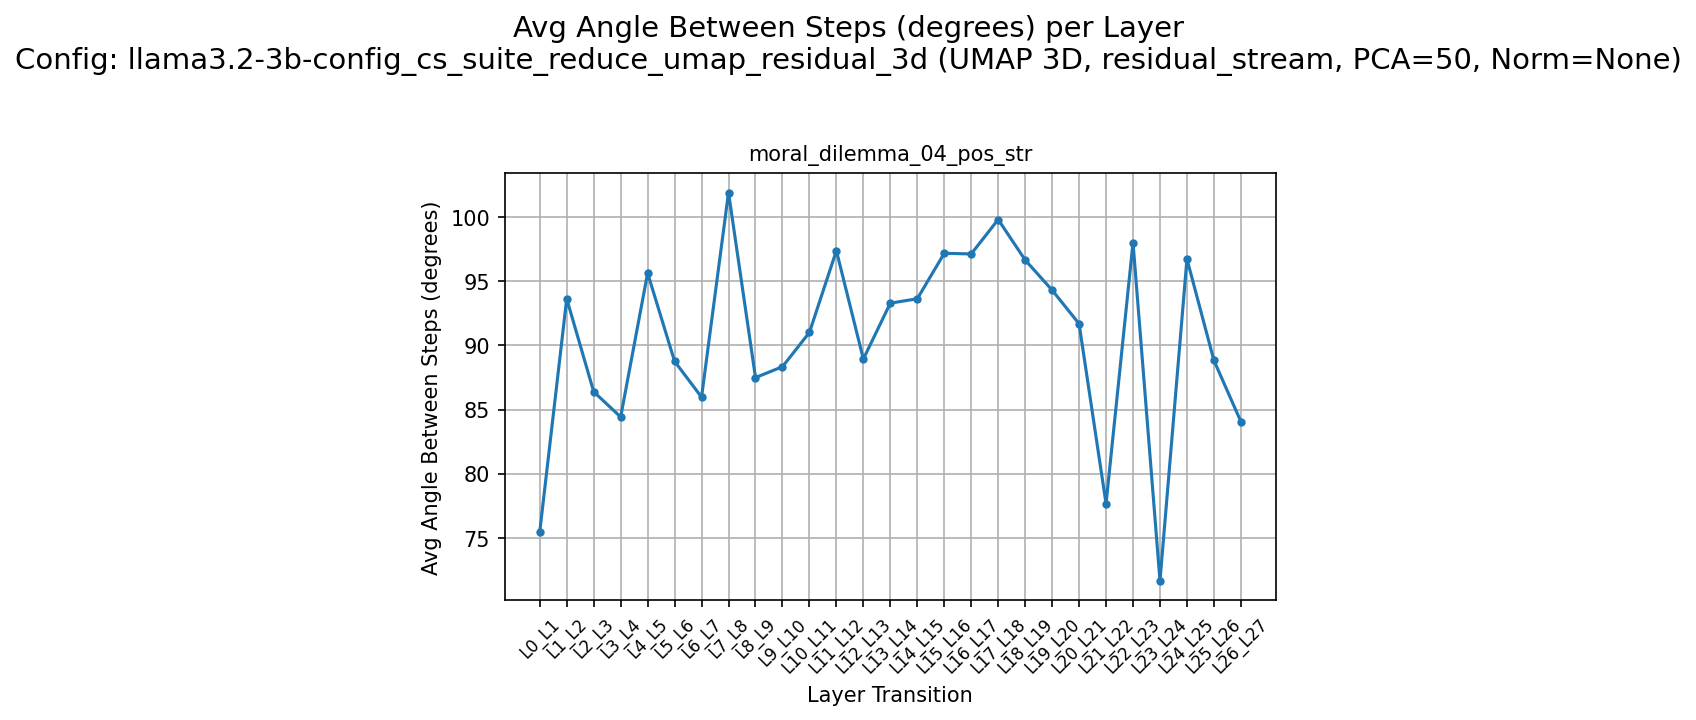 Avg Angle Between Steps (degrees) per Layer
Config: llama3.2-3b-config_cs_suite_reduce_umap_residual_3d (UMAP 3D, residual_stream, PCA=50, Norm=None)
moral_dilemma_04_pos_str
Avg Angle Between Steps (degrees)
100
95
90
85
80
75
L0_L1
L1_L2
L2_L3
L3_L4
L4_L5
L5_L6
L6_L7
L7_L8
L8_L9
L9_L10
L10_L11
L11_L12
L12_L13
L13_L14
L14_L15
L15_L16
L16_L17
L17_L18
L18_L19
L19_L20
L20_L21
L21_L22
L22_L23
L23_L24
L24_L25
L25_L26
L26_L27
Layer Transition